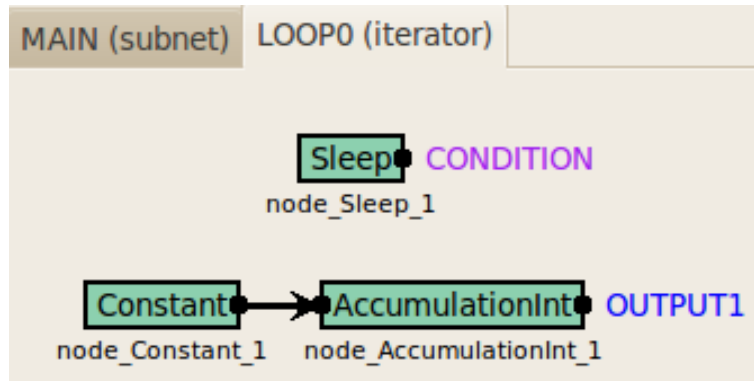 MAIN (subnet) LOOP0 (iterator)
Sleep CONDITION
node_Sleep_1
Constant AccumulationInt OUTPUT1
node_Constant_1 node_AccumulationInt_1